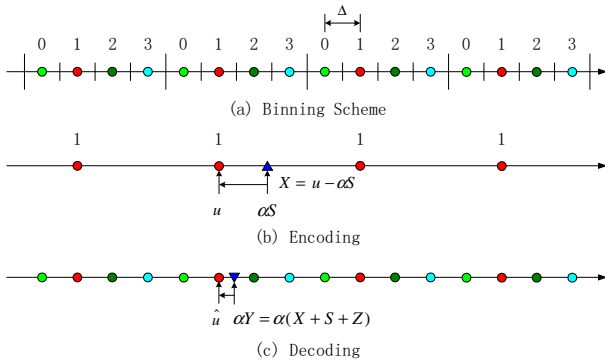 Δ
0 1 2 3 0 1 2 3 0 1 2 3 0 1 2 3
(a) Binning Scheme
1 1 1 1
X = u − αS
u αS
(b) Encoding
û αY = α(X + S + Z)
(c) Decoding